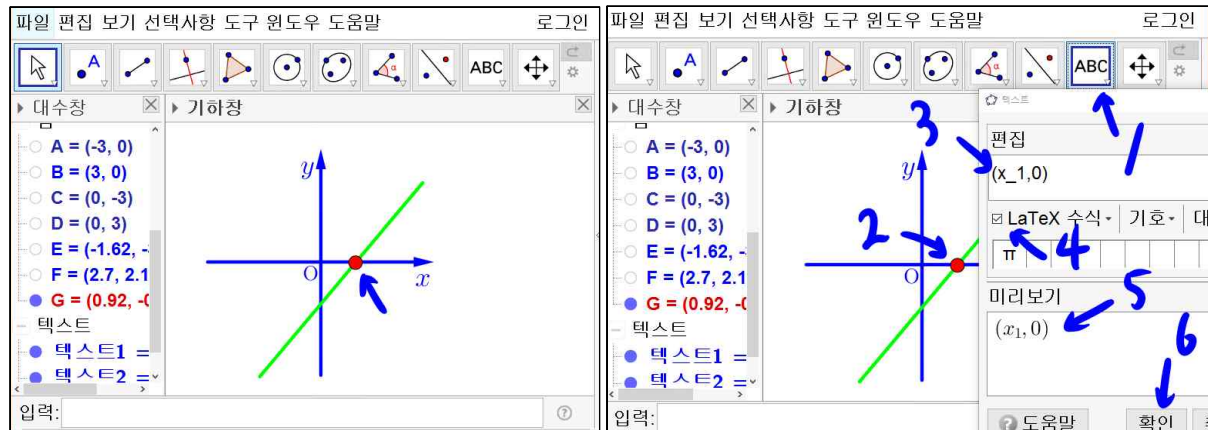 파일 편집 보기 선택사항 도구 윈도우 도움말 로그인
A ABC
대수창 기하창
A = (-3, 0)
B = (3, 0)
C = (0, -3)
D = (0, 3)
E = (-1.62, -
F = (2.7, 2.1
G = (0.92, -0
텍스트
텍스트1 =
텍스트2 =
y
O
x
입력:
파일 편집 보기 선택사항 도구 윈도우 도움말 로그인
A ABC
대수창 기하창
A = (-3, 0)
B = (3, 0)
C = (0, -3)
D = (0, 3)
E = (-1.62, -
F = (2.7, 2.1
G = (0.92, -0
텍스트
텍스트1 =
텍스트2 =
y
O
입력:
텍스트
1
편집
3
(x_1,0)
2
LaTeX 수식 기호 대
π
4
미리보기
5
(x₁, 0)
6
도움말 확인